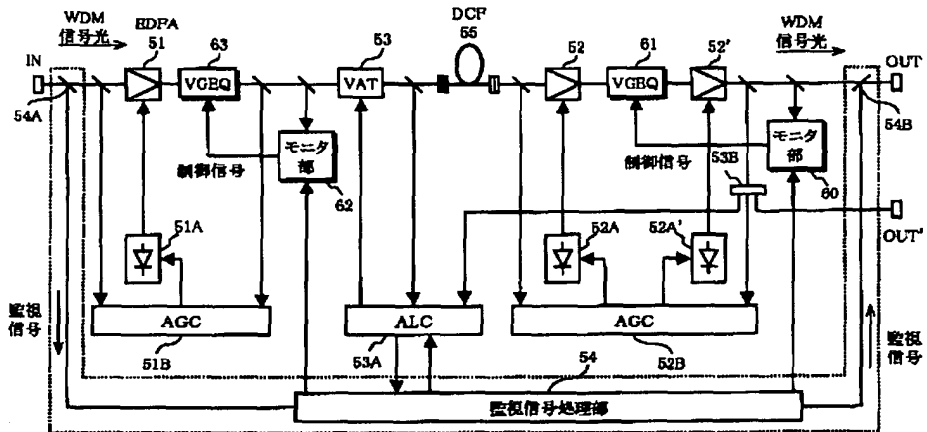 WDM
信号光
EDFA
51
63
53
DCF
55
52
61
52'
WDM
信号光
IN
OUT
VGEQ
VAT
VGEQ
54A
54B
モニタ
部
制御信号
62
モニタ
部
制御信号
53B
60
OUT'
51A
52A
52A'
監視
信号
AGC
ALC
AGC
監視
信号
51B
53A
52B
54
監視信号処理部